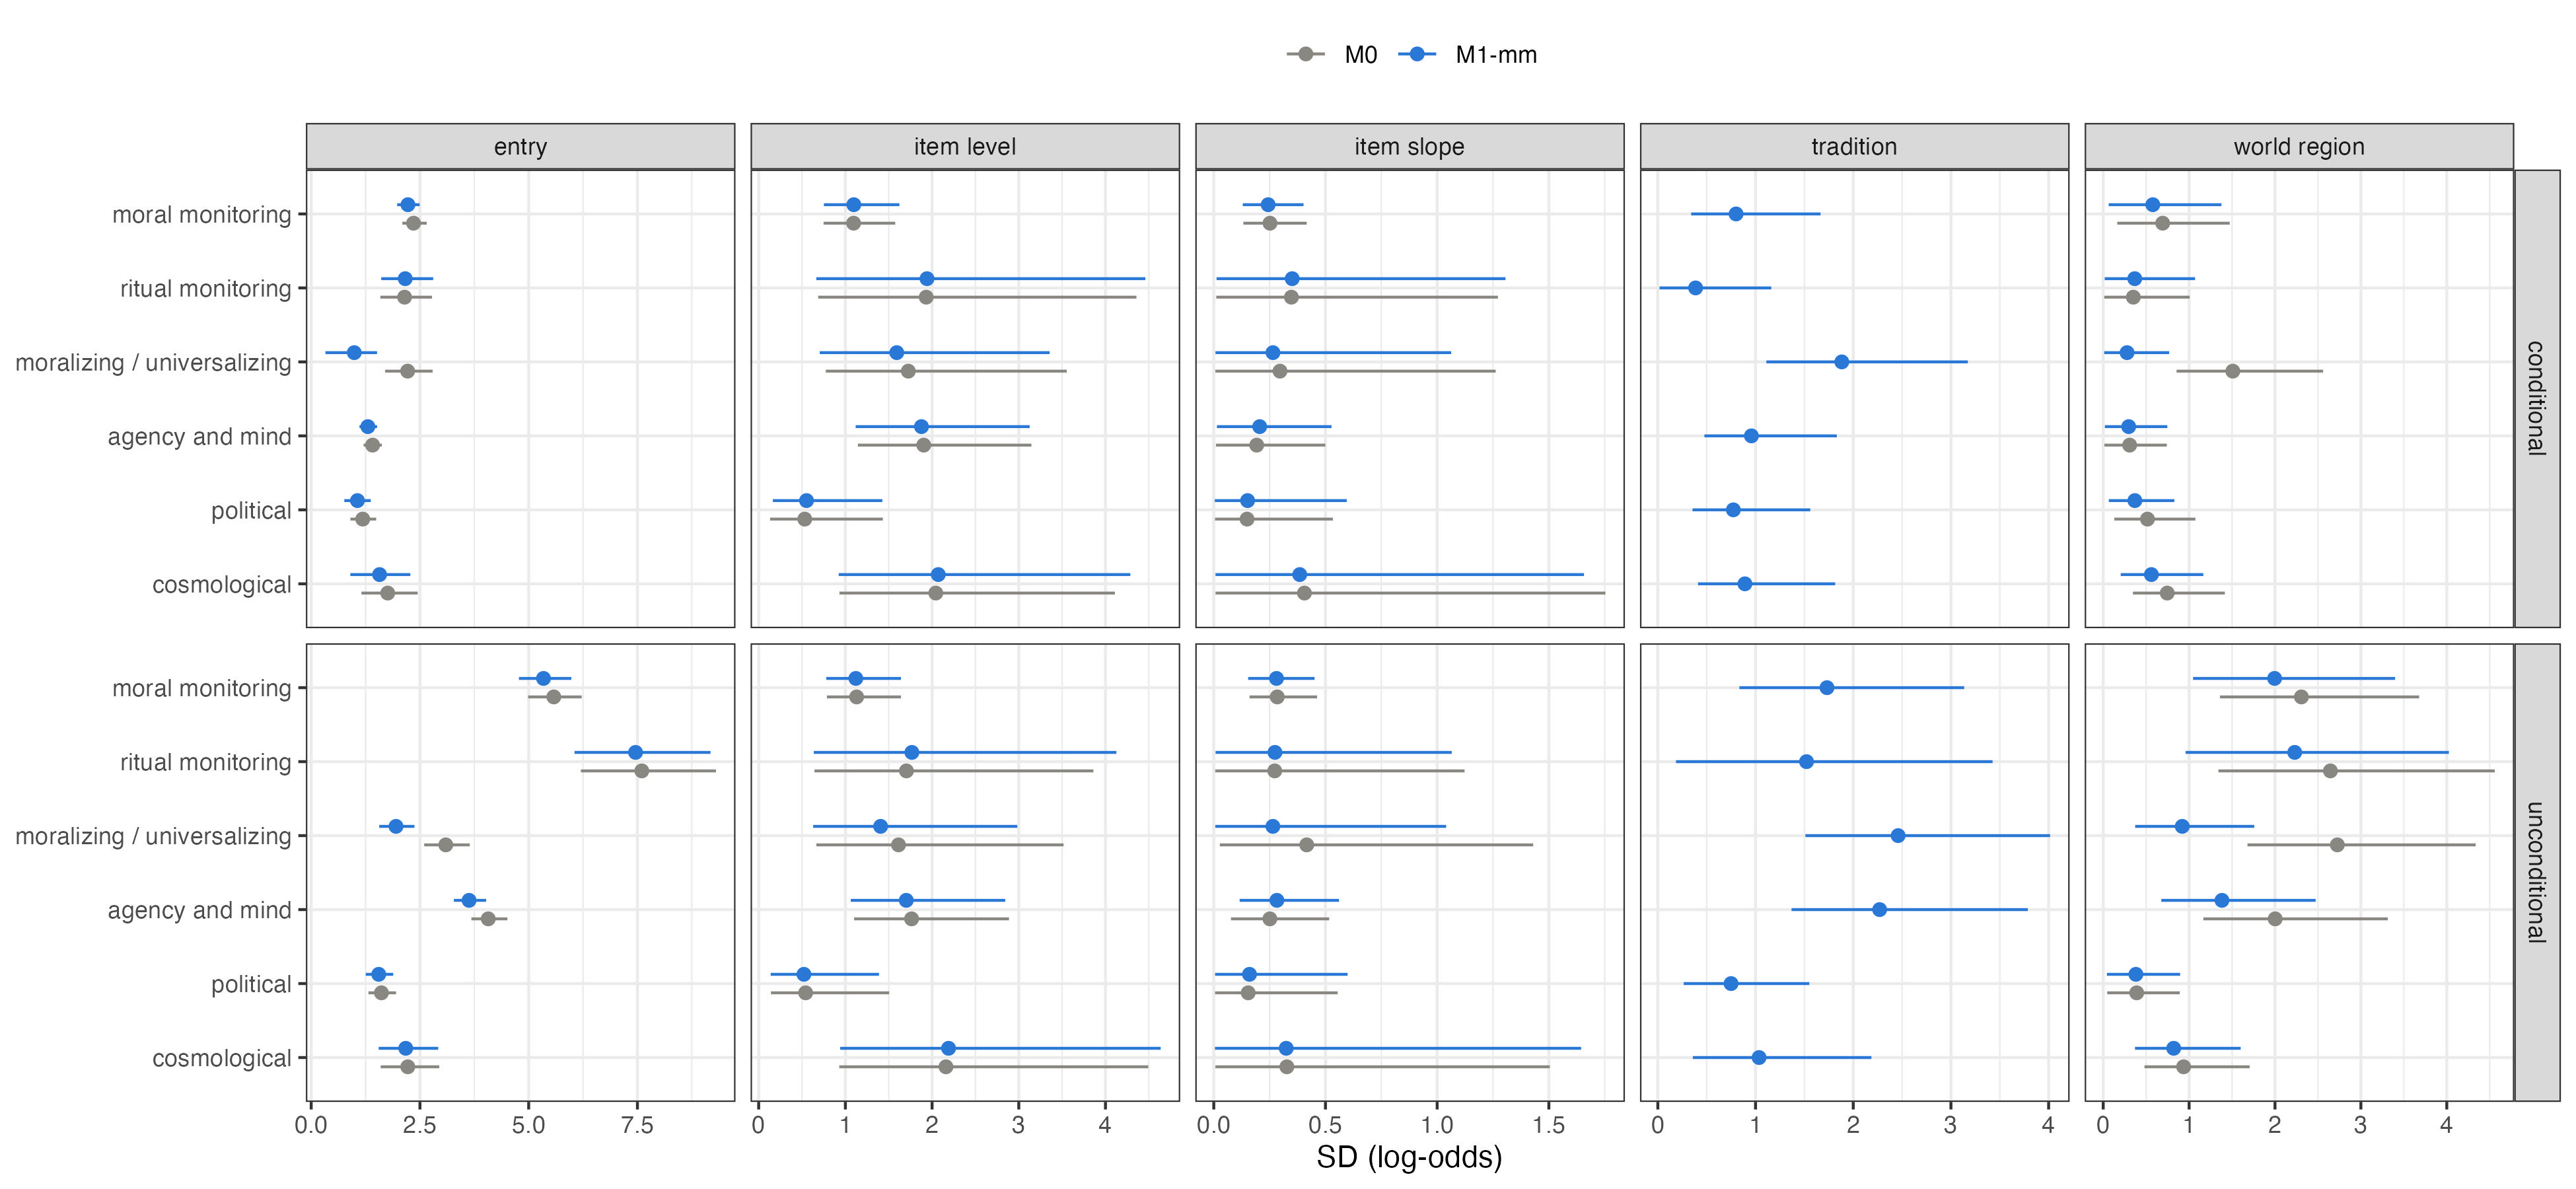 M0 M1-mm
entry item level item slope tradition world region
moral monitoring
ritual monitoring
moralizing / universalizing
agency and mind
political
cosmological
conditional
moral monitoring
ritual monitoring
moralizing / universalizing
agency and mind
political
cosmological
unconditional
0.0 2.5 5.0 7.5 0 1 2 3 4 0.0 0.5 1.0 1.5 0 1 2 3 4 0 1 2 3 4
SD (log-odds)